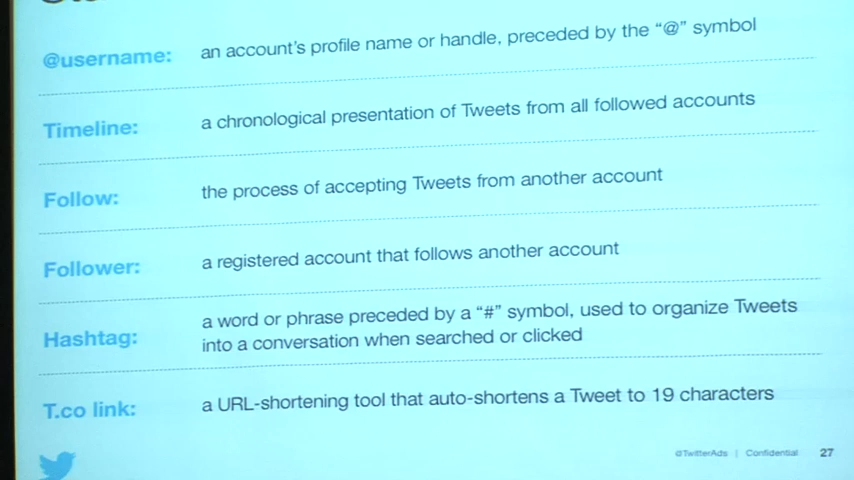 @username: an account's profile name or handle, preceded by the "@" symbol
Timeline: a chronological presentation of Tweets from all followed accounts
Follow: the process of accepting Tweets from another account
Follower: a registered account that follows another account
Hashtag: a word or phrase preceded by a "#" symbol, used to organize Tweets
into a conversation when searched or clicked
T.co link: a URL-shortening tool that auto-shortens a Tweet to 19 characters
@TwitterAds | Confidential 27